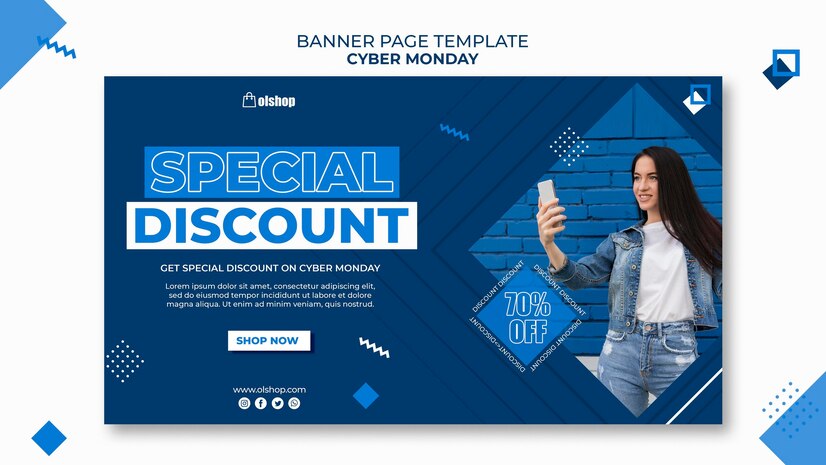 BANNER PAGE TEMPLATE
CYBER MONDAY
olshop
SPECIAL
DISCOUNT
GET SPECIAL DISCOUNT ON CYBER MONDAY
Lorem ipsum dolor sit amet, consectetur adipiscing elit,
sed do eiusmod tempor incididunt ut labore et dolore
magna aliqua. Ut enim ad minim veniam, quis nostrud.
SHOP NOW
www.olshop.com
DISCOUNT DISCOUNT
DISCOUNT DISCOUNT
70%
OFF
DISCOUNT DISCOUNT
DISCOUNT DISCOUNT